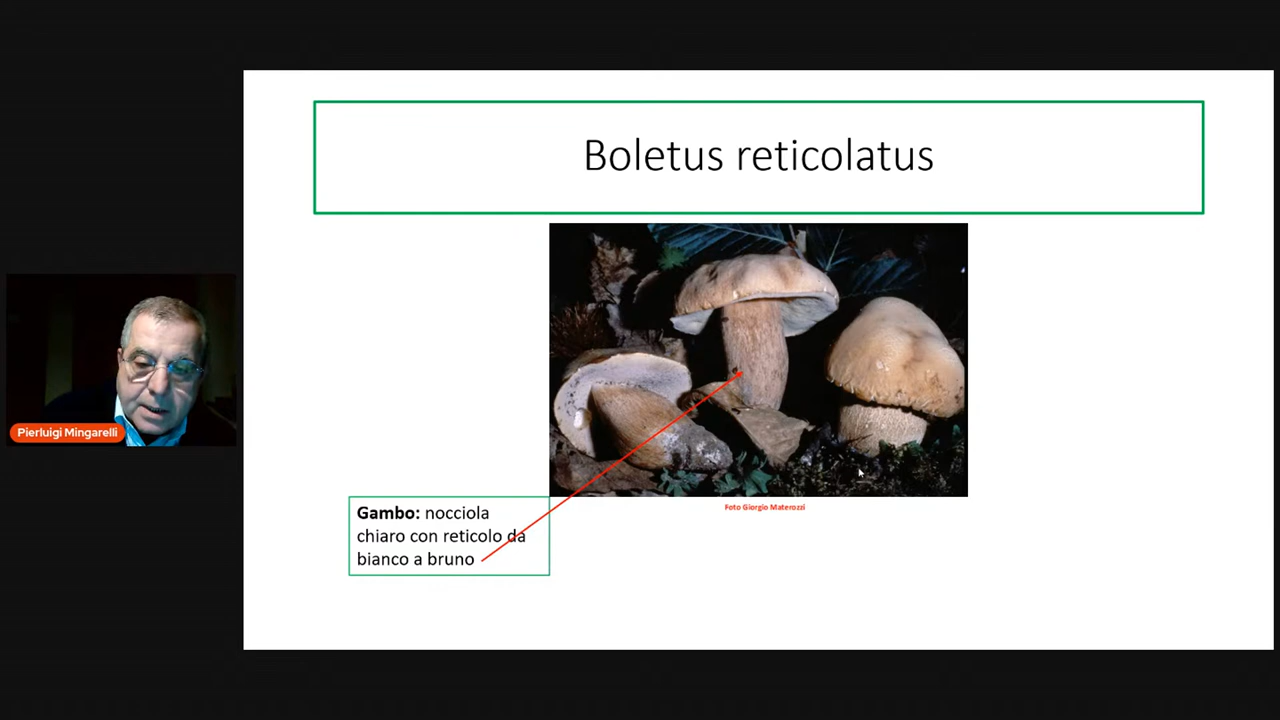 Boletus reticolatus
Foto Giorgio Materozzi
Gambo: nocciola
chiaro con reticolo da
bianco a bruno
Pierluigi Mingarelli